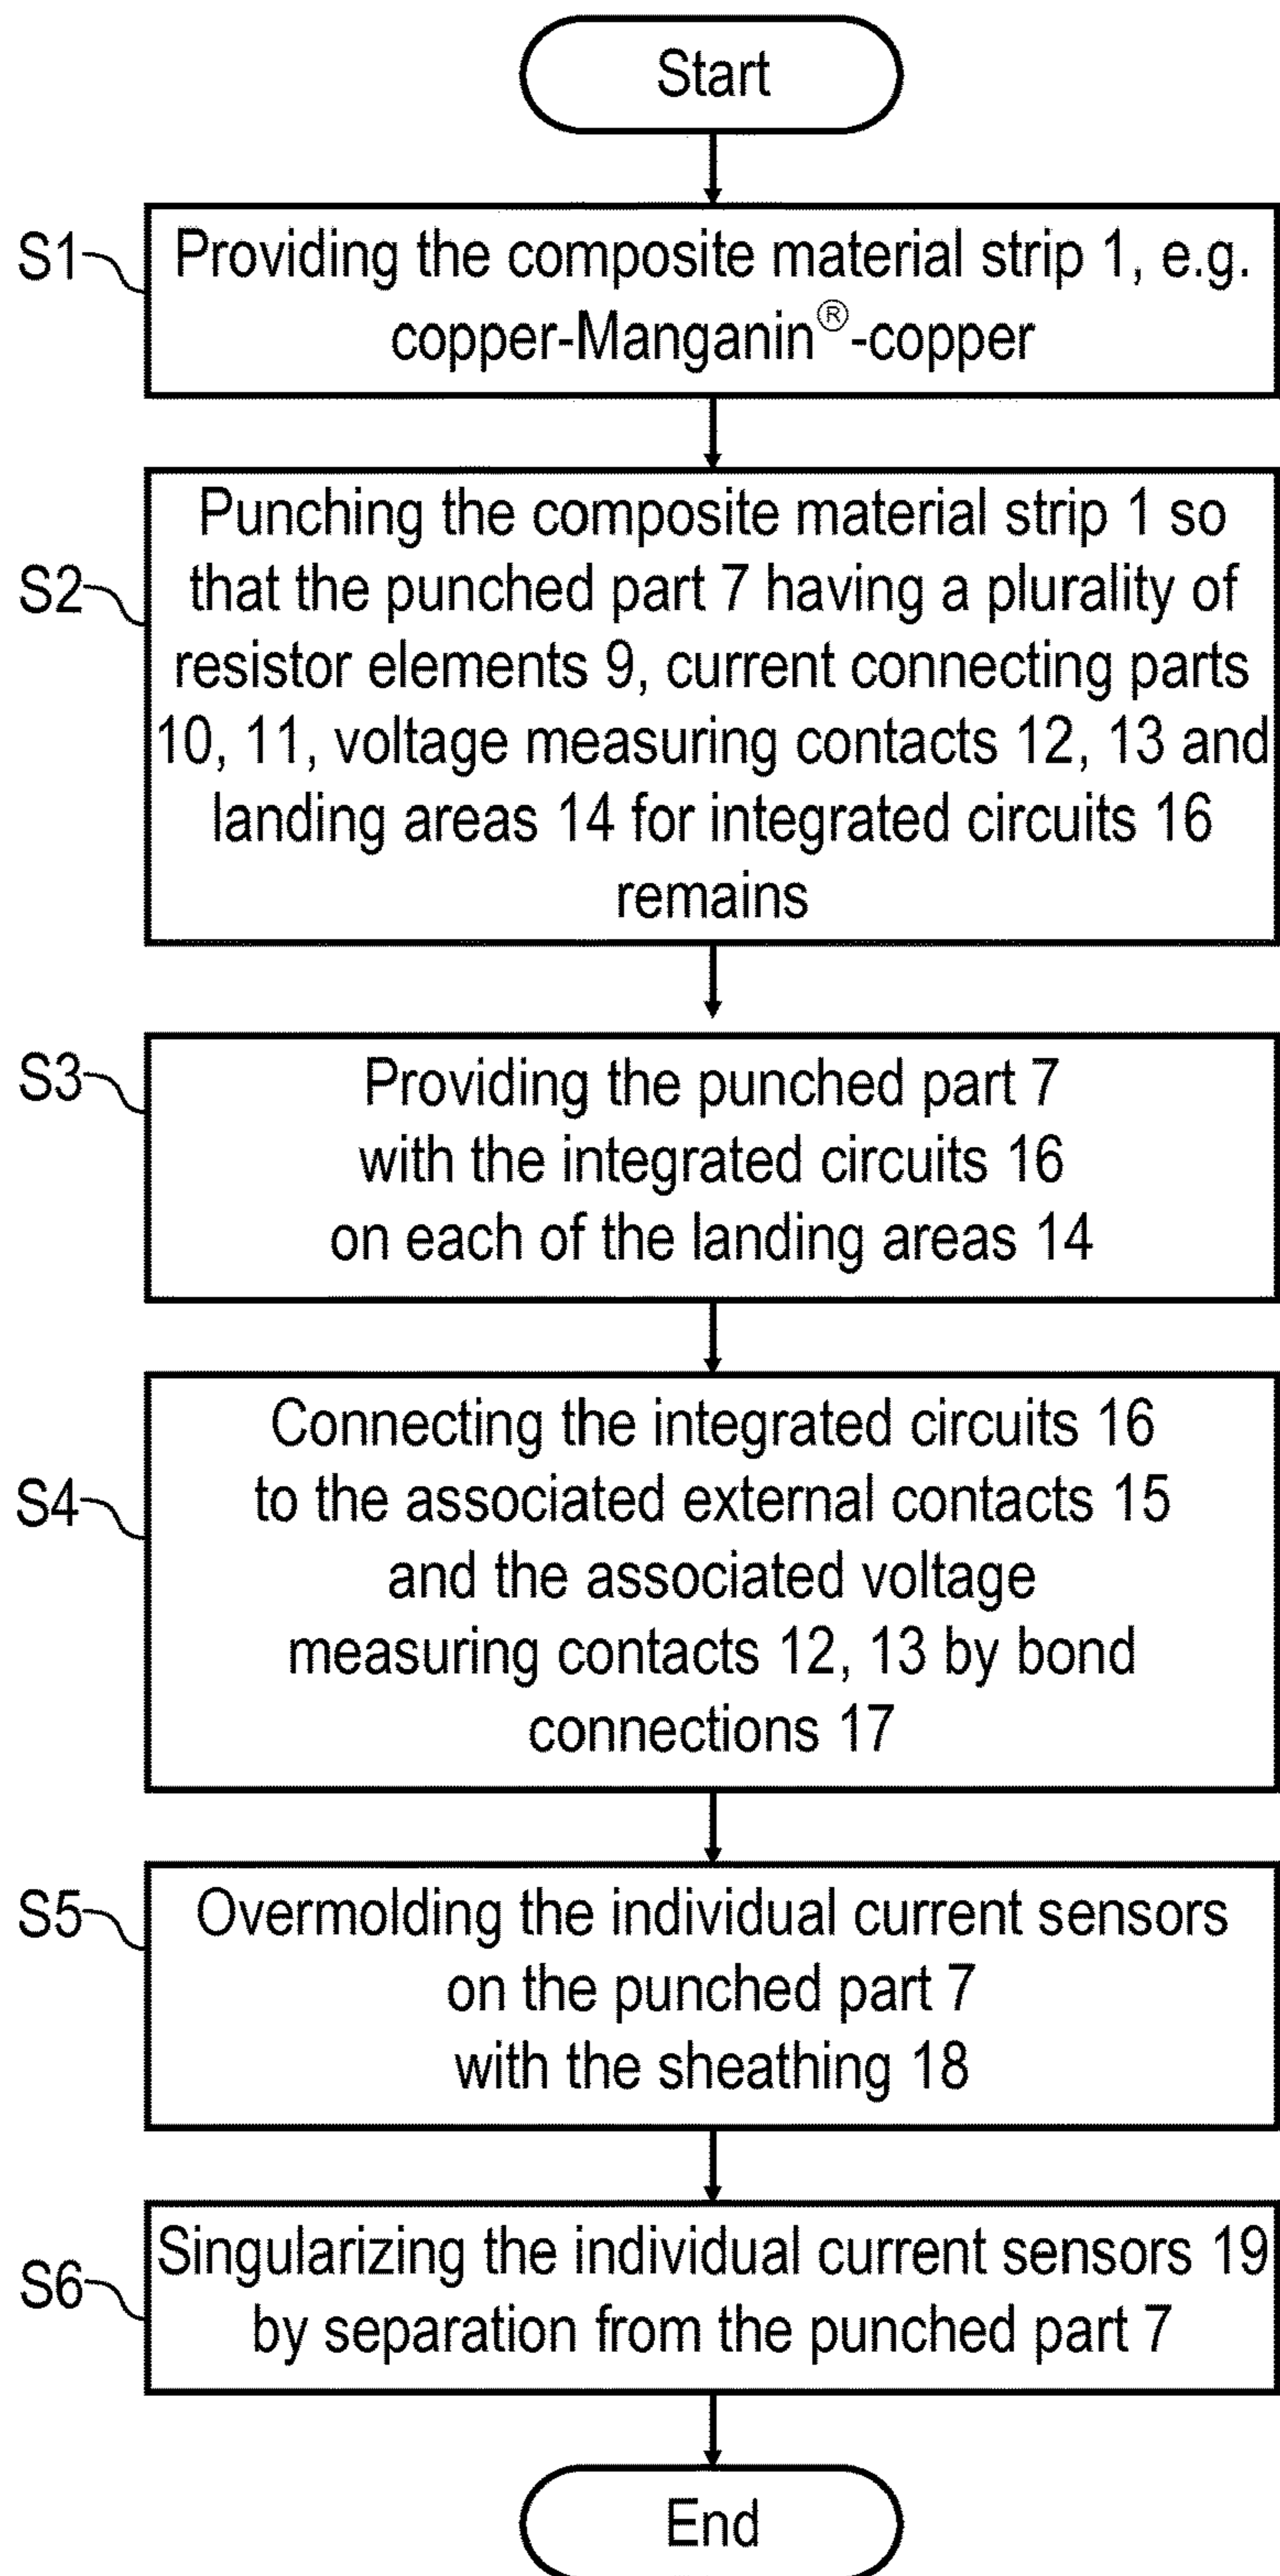 Start
S1
Providing the composite material strip 1, e.g.
copper-Manganin®-copper
S2
Punching the composite material strip 1 so
that the punched part 7 having a plurality of
resistor elements 9, current connecting parts
10, 11, voltage measuring contacts 12, 13 and
landing areas 14 for integrated circuits 16
remains
S3
Providing the punched part 7
with the integrated circuits 16
on each of the landing areas 14
S4
Connecting the integrated circuits 16
to the associated external contacts 15
and the associated voltage
measuring contacts 12, 13 by bond
connections 17
S5
Overmolding the individual current sensors
on the punched part 7
with the sheathing 18
S6
Singularizing the individual current sensors 19
by separation from the punched part 7
End